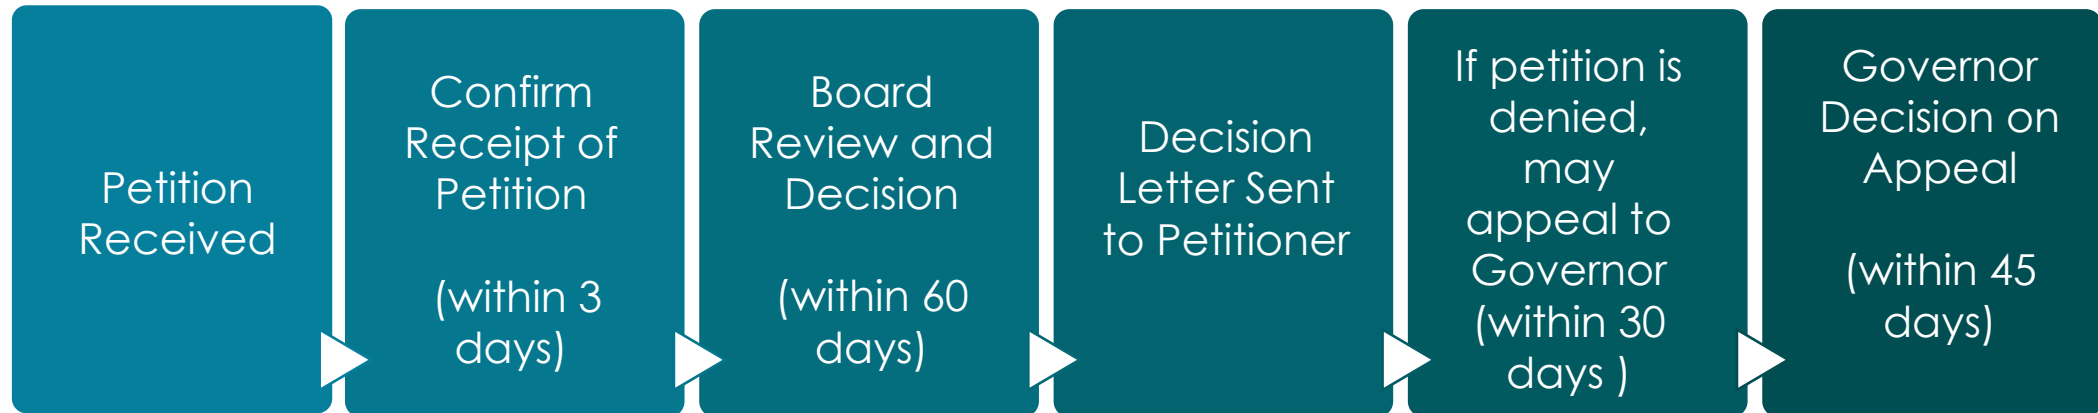 Petition
Received
Confirm
Receipt of
Petition
(within 3
days)
Board
Review and
Decision
(within 60
days)
Decision
Letter Sent
to Petitioner
If petition is
denied,
may
appeal to
Governor
(within 30
days )
Governor
Decision on
Appeal
(within 45
days)